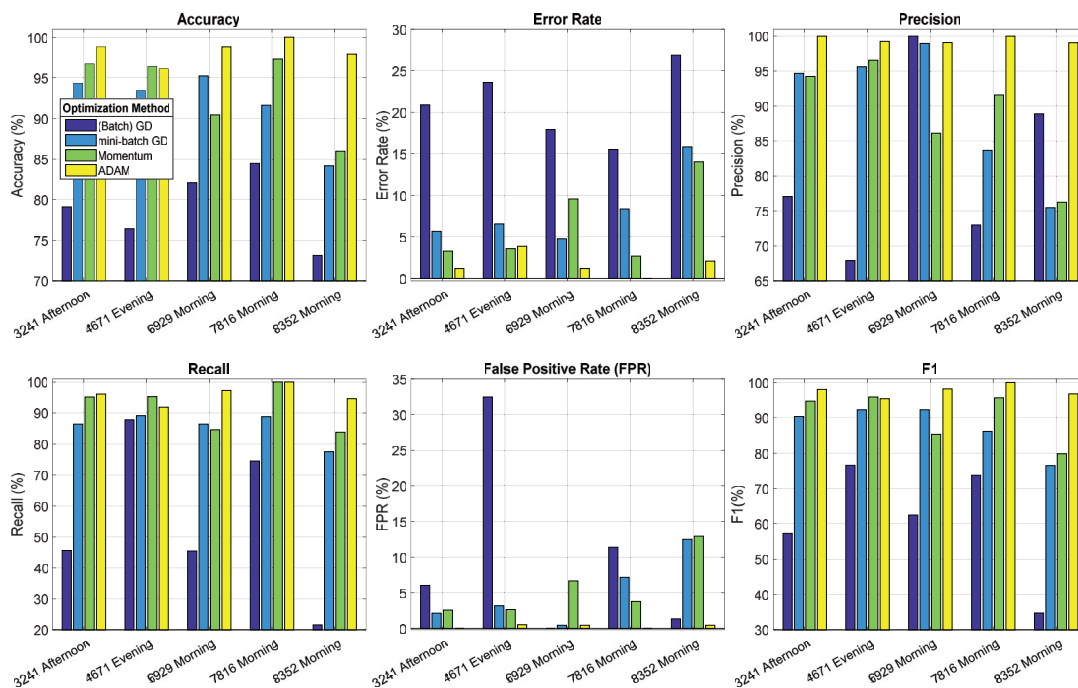 Accuracy
Accuracy (%)
100
95
90
85
80
75
70
Optimization Method
(Batch) GD
mini-batch GD
Momentum
ADAM
3241 Afternoon
4671 Evening
6929 Morning
7816 Morning
8352 Morning
Error Rate
Error Rate (%)
30
25
20
15
10
5
0
3241 Afternoon
4671 Evening
6929 Morning
7816 Morning
8352 Morning
Precision
Precision (%)
100
95
90
85
80
75
70
65
3241 Afternoon
4671 Evening
6929 Morning
7816 Morning
8352 Morning
Recall
Recall (%)
100
90
80
70
60
50
40
30
20
3241 Afternoon
4671 Evening
6929 Morning
7816 Morning
8352 Morning
False Positive Rate (FPR)
FPR (%)
35
30
25
20
15
10
5
0
3241 Afternoon
4671 Evening
6929 Morning
7816 Morning
8352 Morning
F1
F1(%)
100
90
80
70
60
50
40
30
3241 Afternoon
4671 Evening
6929 Morning
7816 Morning
8352 Morning